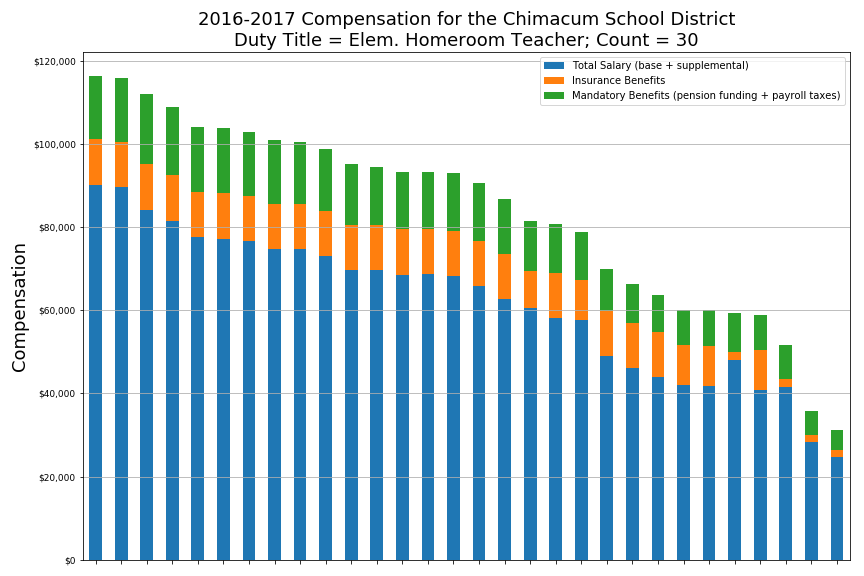 2016-2017 Compensation for the Chimacum School District
Duty Title = Elem. Homeroom Teacher; Count = 30
Total Salary (base + supplemental)
Insurance Benefits
Mandatory Benefits (pension funding + payroll taxes)
Compensation
$120,000
$100,000
$80,000
$60,000
$40,000
$20,000
$0